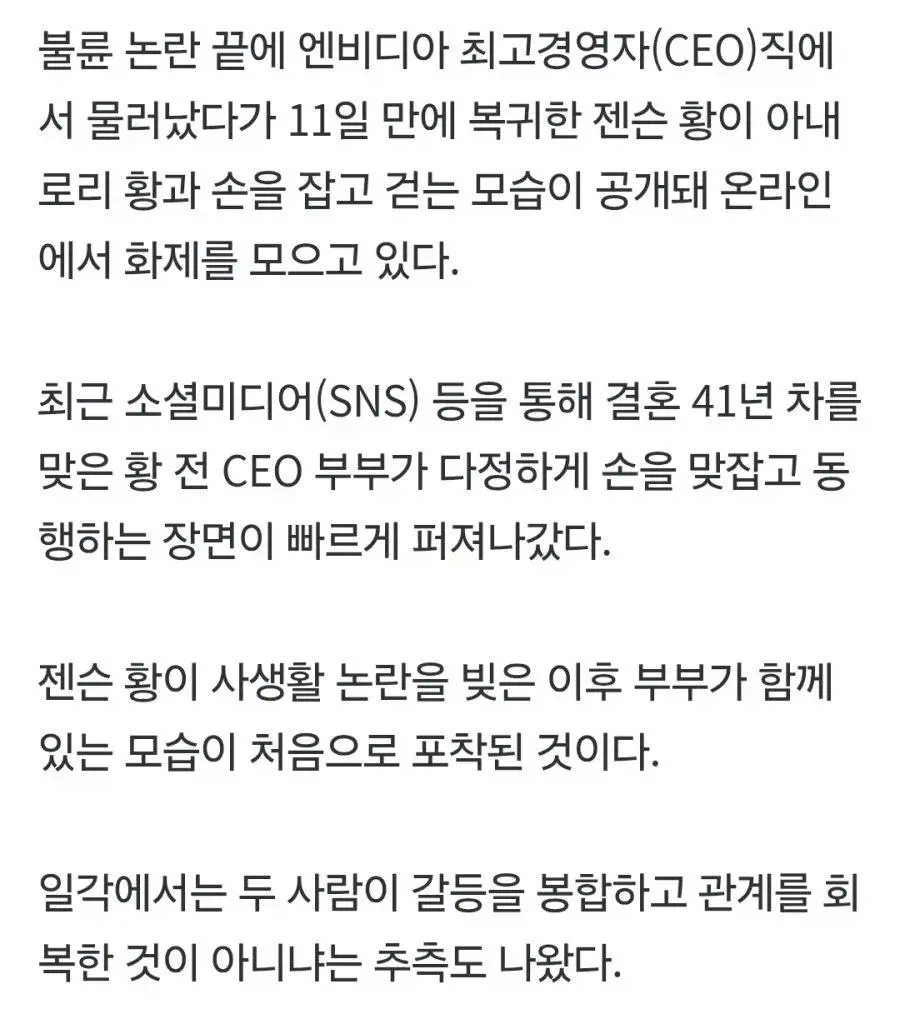 불륜 논란 끝에 엔비디아 최고경영자(CEO)직에
서 물러났다가 11일 만에 복귀한 젠슨 황이 아내
로리 황과 손을 잡고 걷는 모습이 공개돼 온라인
에서 화제를 모으고 있다.
최근 소셜미디어(SNS) 등을 통해 결혼 41년 차를
맞은 황 전 CEO 부부가 다정하게 손을 맞잡고 동
행하는 장면이 빠르게 퍼져나갔다.
젠슨 황이 사생활 논란을 빚은 이후 부부가 함께
있는 모습이 처음으로 포착된 것이다.
일각에서는 두 사람이 갈등을 봉합하고 관계를 회
복한 것이 아니냐는 추측도 나왔다.